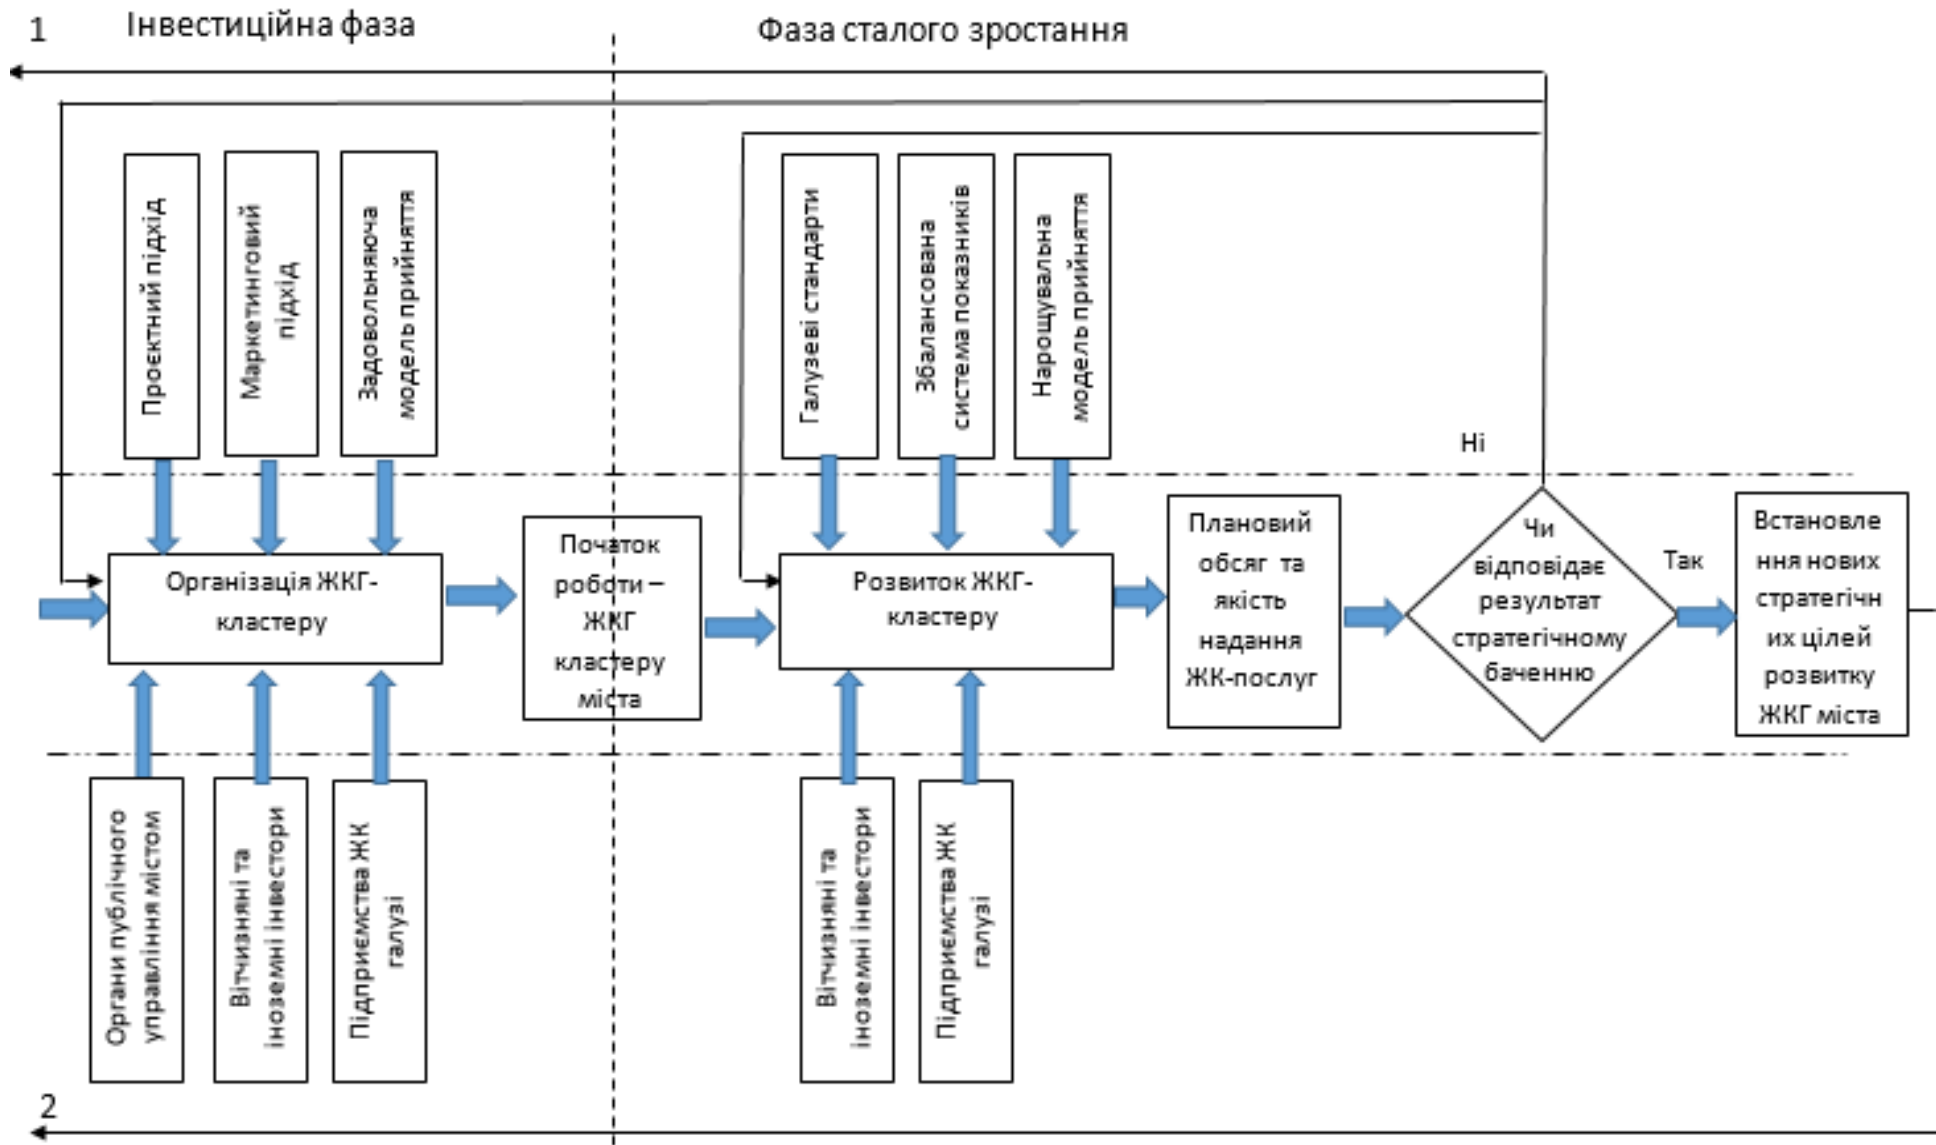 1
Інвестиційна фаза
Фаза сталого зростання
Проєктний підхід
Маркетинговий
підхід
Задовольняюча
модель прийняття
Галузеві стандарти
Збалансована
система показників
Нарощувальна
модель прийняття
Ні
Організація ЖКГ-
кластеру
Початок
роботи –
ЖКГ
кластеру
міста
Розвиток ЖКГ-
кластеру
Плановий
обсяг та
якість
надання
ЖК-послуг
Чи
відповідає
результат
стратегічному
баченню
Так
Встановле
ння нових
стратегічн
их цілей
розвитку
ЖКГ міста
Органи публічного
управління містом
Вітчизняні та
іноземні інвестори
Підприємства ЖК
галузі
Вітчизняні та
іноземні інвестори
Підприємства ЖК
галузі
2